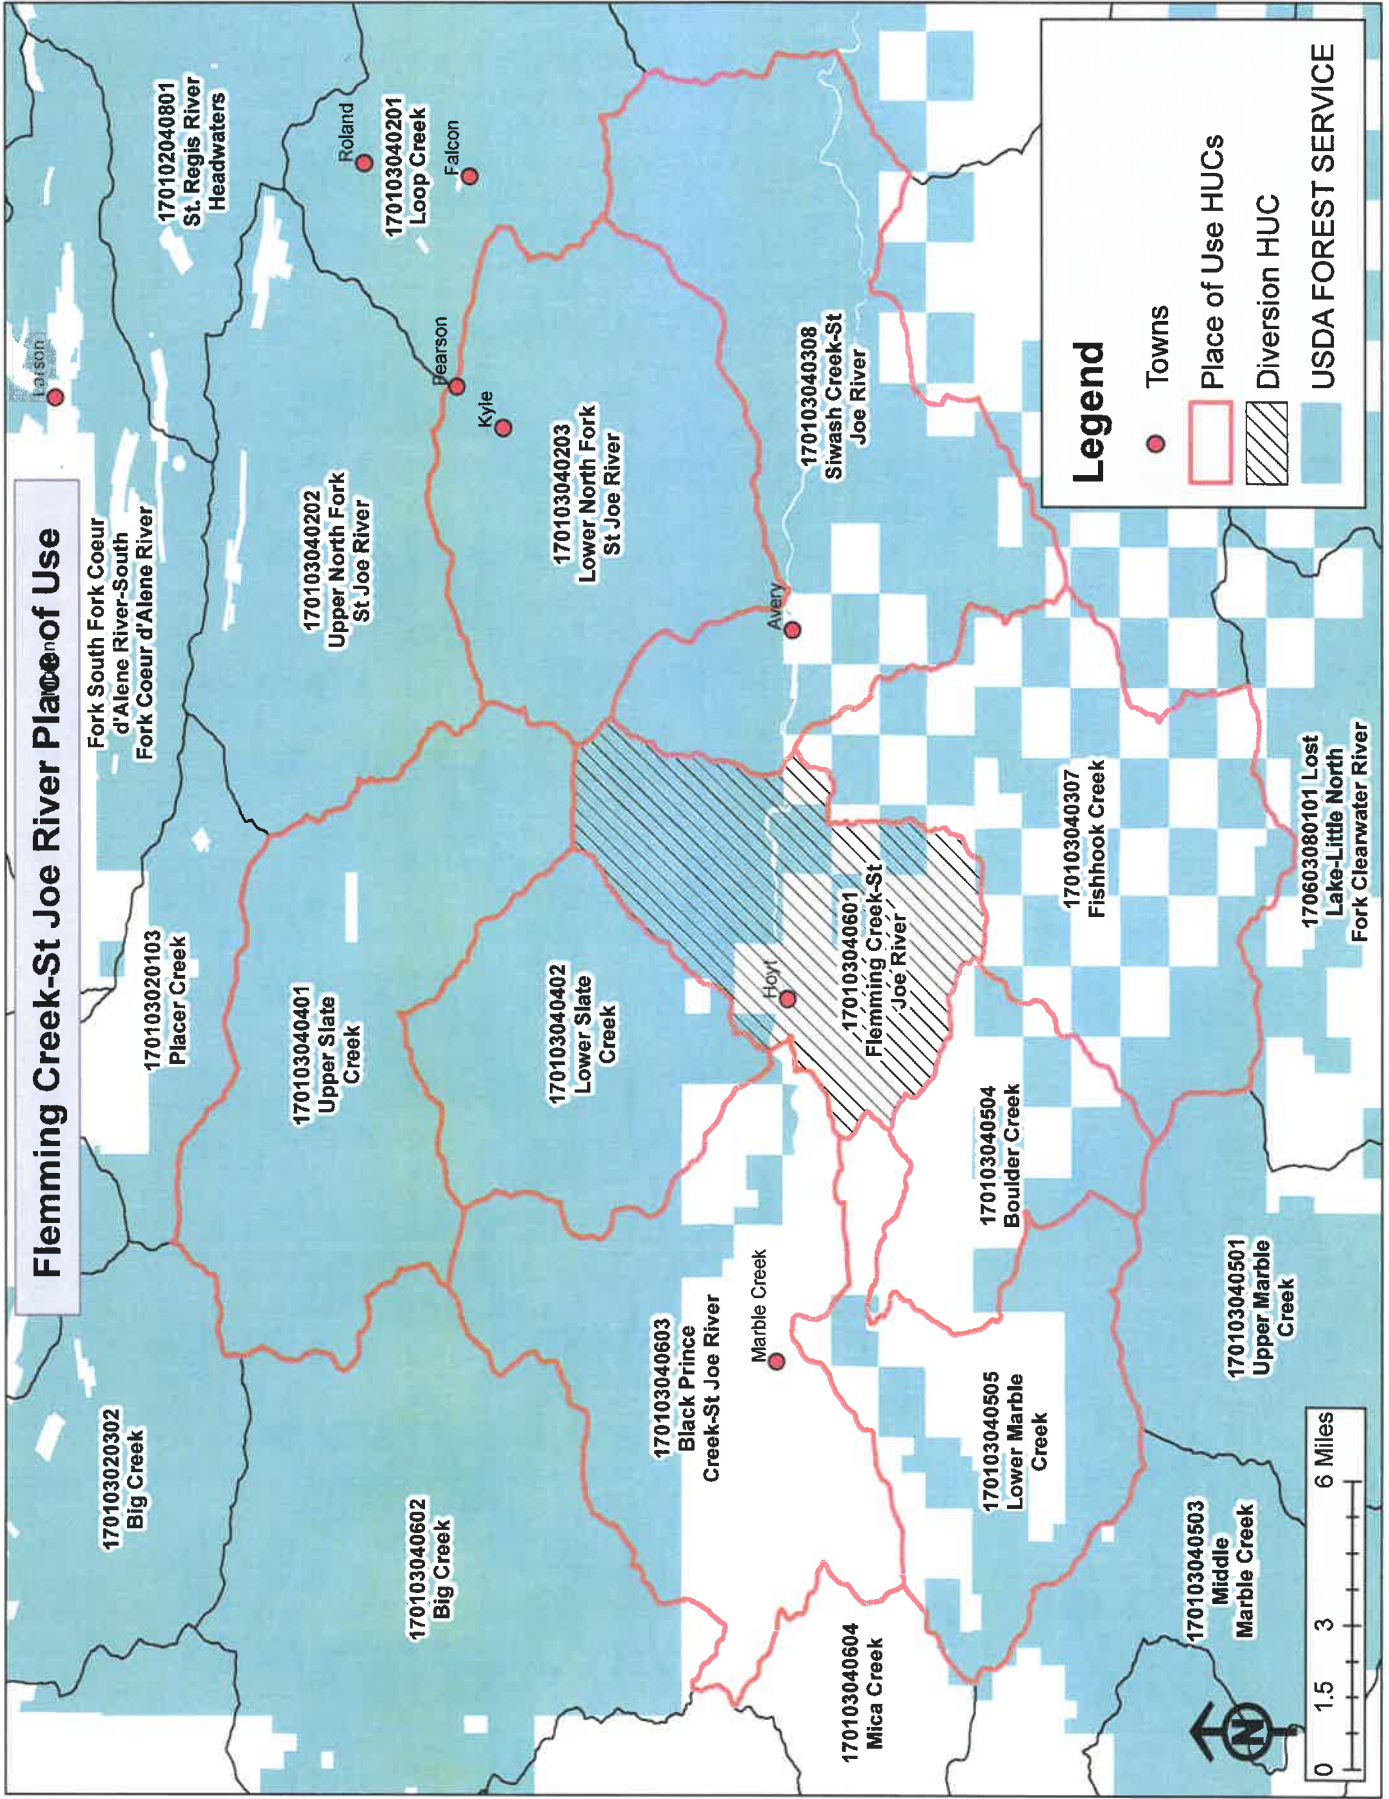 Flemming Creek-St Joe River Place of Use
Fork South Fork Coeur
d'Alene River-South
Fork Coeur d'Alene River
Larson
170102040801
St. Regis River
Headwaters
170103020302
Big Creek
170103020103
Placer Creek
170103040401
Upper Slate
Creek
170103040202
Upper North Fork
St Joe River
Roland
170103040201
Loop Creek
Falcon
Pearson
Kyle
170103040602
Big Creek
170103040402
Lower Slate
Creek
170103040203
Lower North Fork
St Joe River
170103040603
Black Prince
Creek-St Joe River
Marble Creek
Hoyt
Avery
170103040308
Siwash Creek-St
Joe River
170103040601
Flemming Creek-St
Joe River
170103040604
Mica Creek
170103040505
Lower Marble
Creek
170103040504
Boulder Creek
170103040307
Fishhook Creek
170103040503
Middle
Marble Creek
170103040501
Upper Marble
Creek
170603080101 Lost
Lake-Little North
Fork Clearwater River
Legend
Towns
Place of Use HUCs
Diversion HUC
USDA FOREST SERVICE
N
0 1.5 3 6 Miles